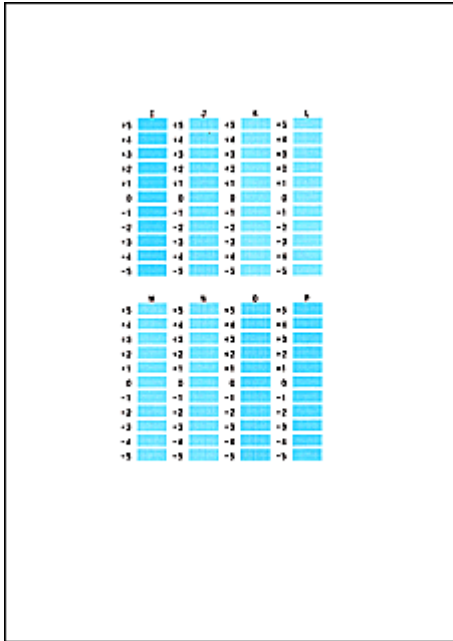 I J K L
+5 +5 +5 +5
+4 +4 +4 +4
+3 +3 +3 +3
+2 +2 +2 +2
+1 +1 +1 +1
0 0 0 0
-1 -1 -1 -1
-2 -2 -2 -2
-3 -3 -3 -3
-4 -4 -4 -4
-5 -5 -5 -5
M N O P
+5 +5 +5 +5
+4 +4 +4 +4
+3 +3 +3 +3
+2 +2 +2 +2
+1 +1 +1 +1
0 0 0 0
-1 -1 -1 -1
-2 -2 -2 -2
-3 -3 -3 -3
-4 -4 -4 -4
-5 -5 -5 -5